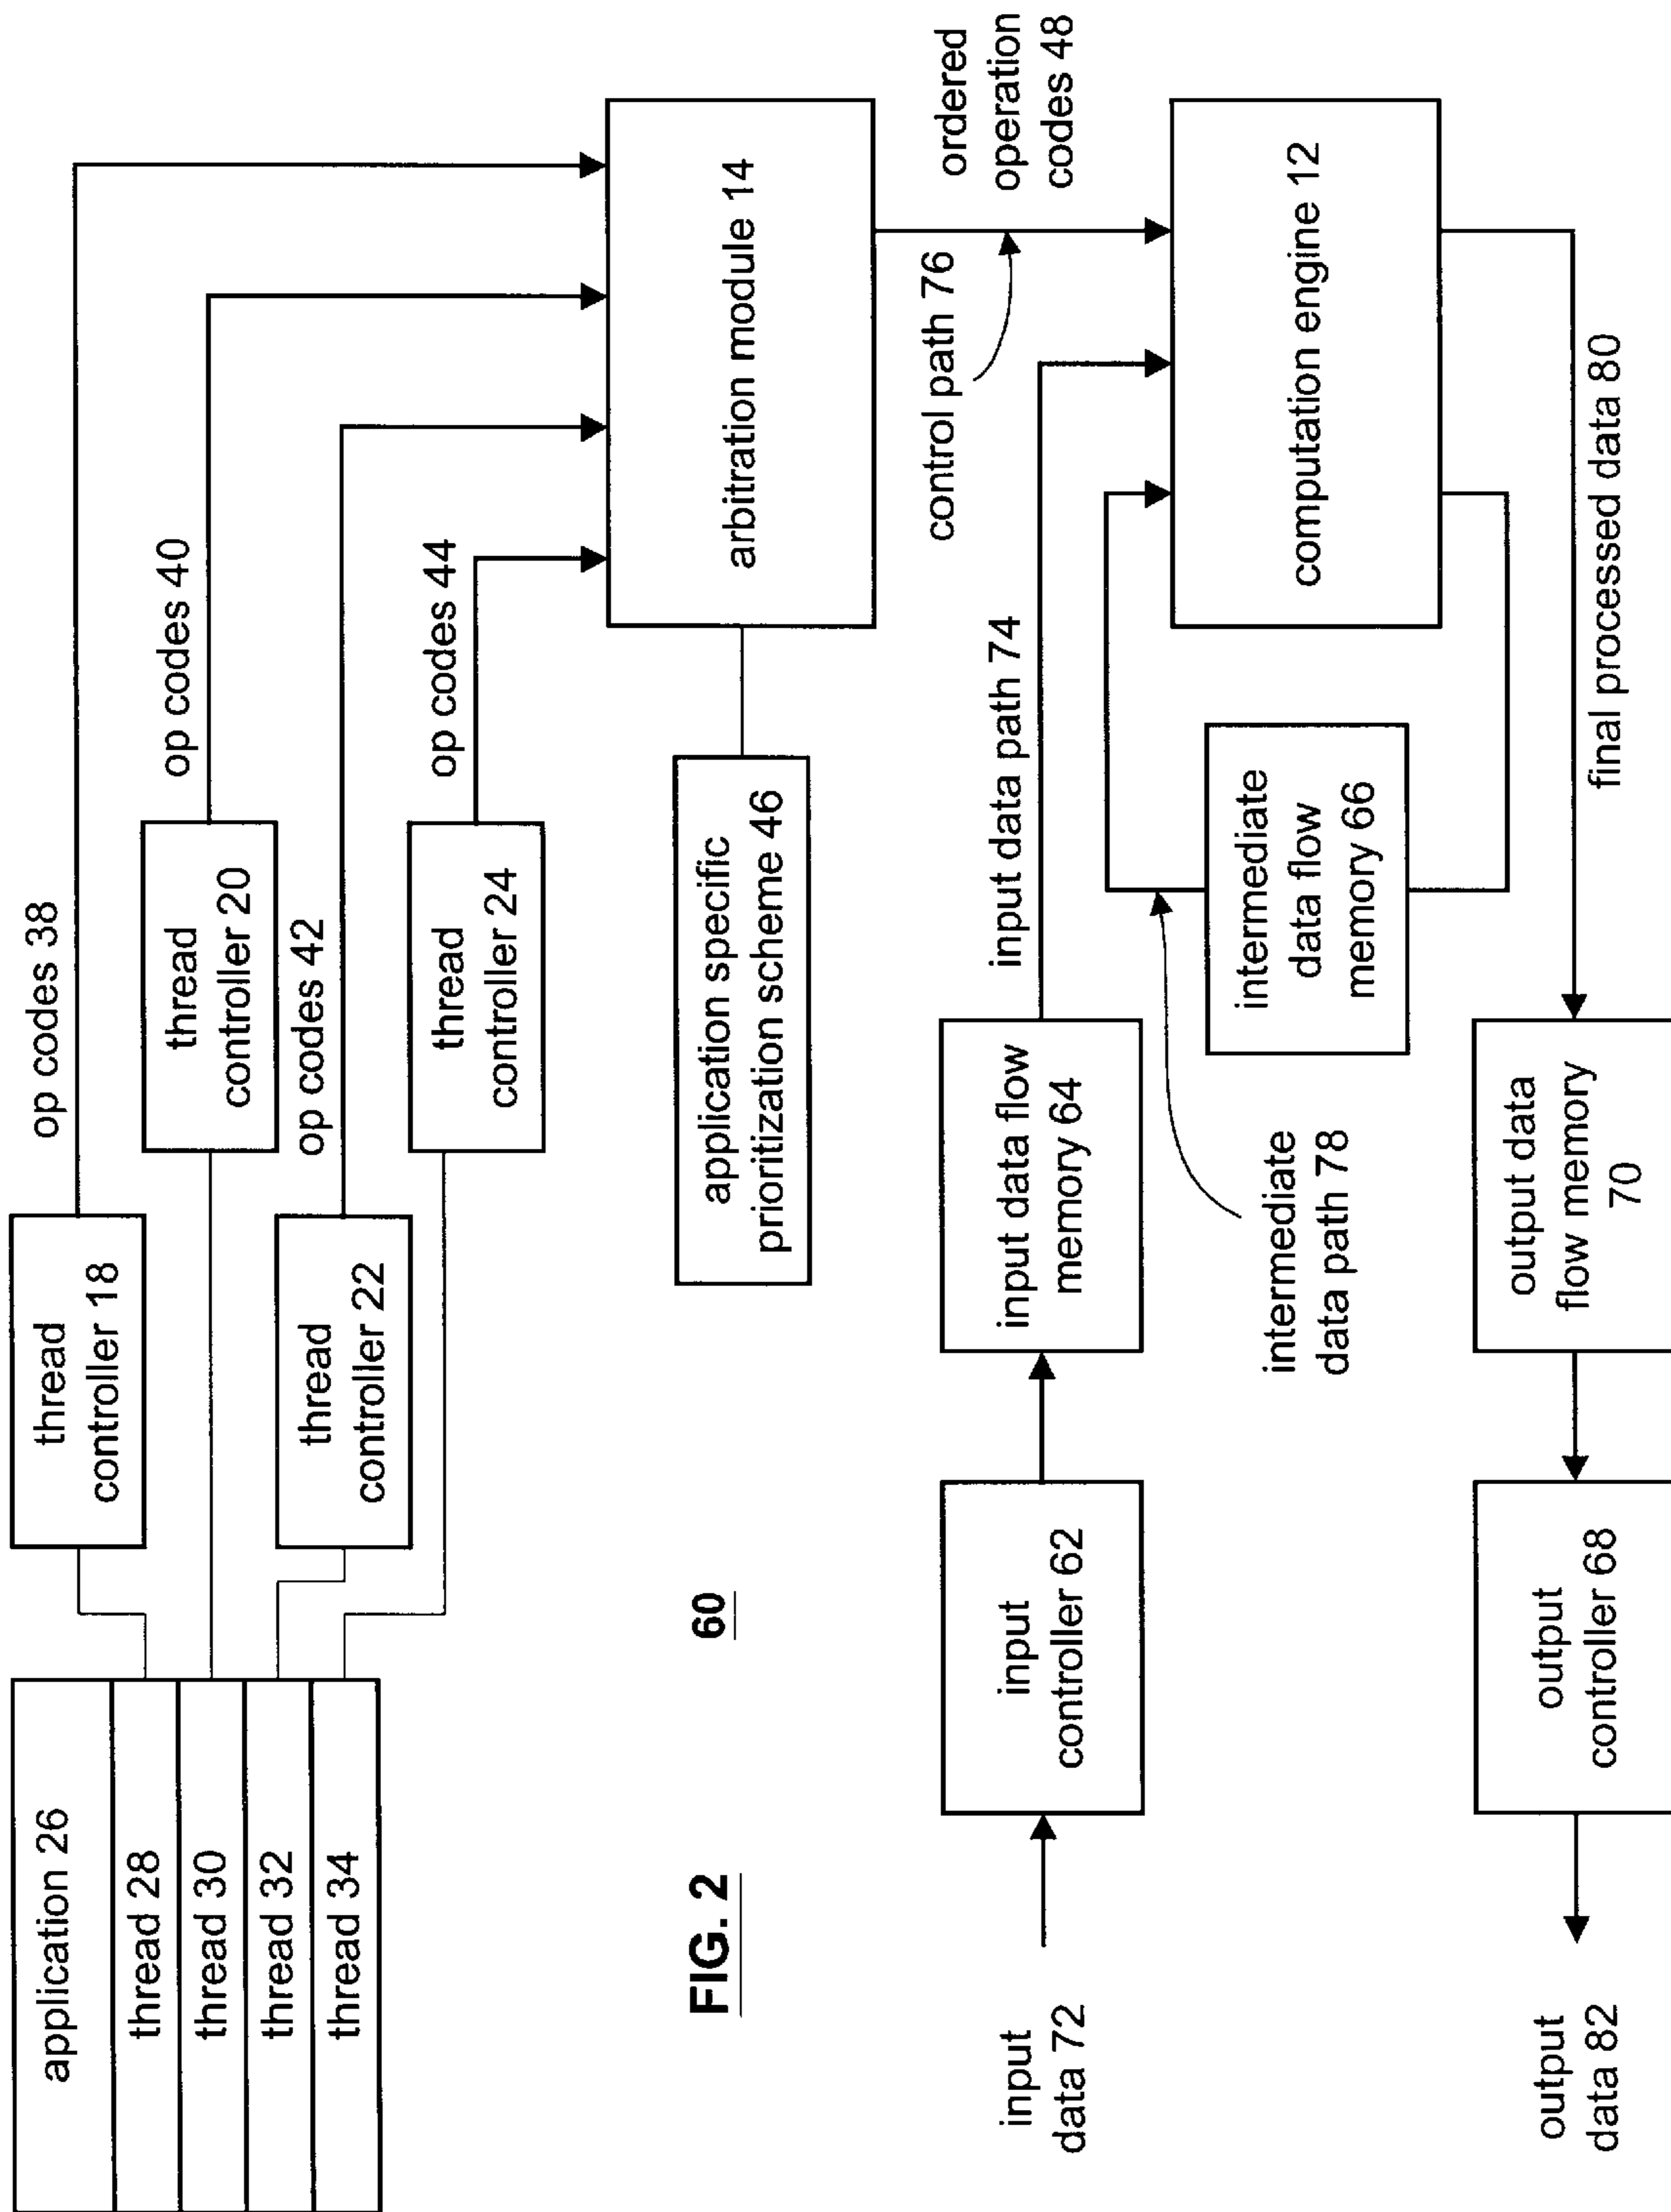 application 26
thread 28
thread 30
thread 32
thread 34
thread
controller 18
thread
controller 20
thread
controller 22
thread
controller 24
op codes 38
op codes 40
op codes 42
op codes 44
application specific
prioritization scheme 46
arbitration module 14
FIG. 2
60
control path 76
ordered
operation
codes 48
input
data 72
input
controller 62
input data flow
memory 64
input data path 74
intermediate
data path 78
intermediate
data flow
memory 66
computation engine 12
output
data 82
output
controller 68
output data
flow memory
70
final processed data 80